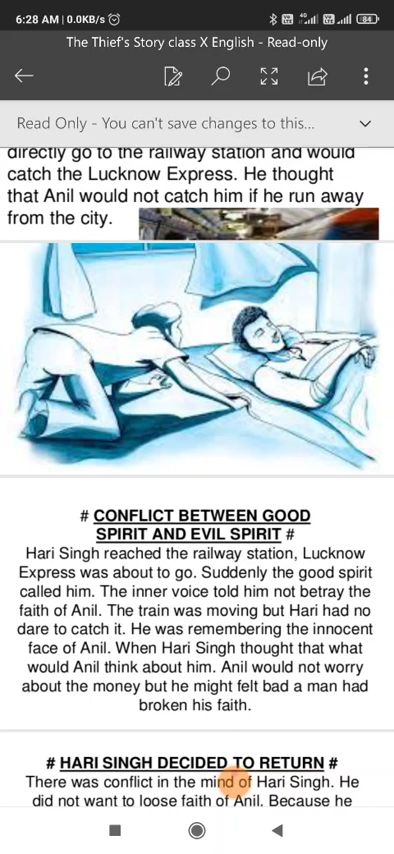 6:28 AM | 0.0KB/s
4G
84
The Thief's Story class X English - Read-only
Read Only - You can't save changes to this...
directly go to the railway station and would
catch the Lucknow Express. He thought
that Anil would not catch him if he run away
from the city.
# CONFLICT BETWEEN GOOD
SPIRIT AND EVIL SPIRIT #
Hari Singh reached the railway station, Lucknow
Express was about to go. Suddenly the good spirit
called him. The inner voice told him not betray the
faith of Anil. The train was moving but Hari had no
dare to catch it. He was remembering the innocent
face of Anil. When Hari Singh thought that what
would Anil think about him. Anil would not worry
about the money but he might felt bad a man had
broken his faith.
# HARI SINGH DECIDED TO RETURN #
There was conflict in the mind of Hari Singh. He
did not want to loose faith of Anil. Because he